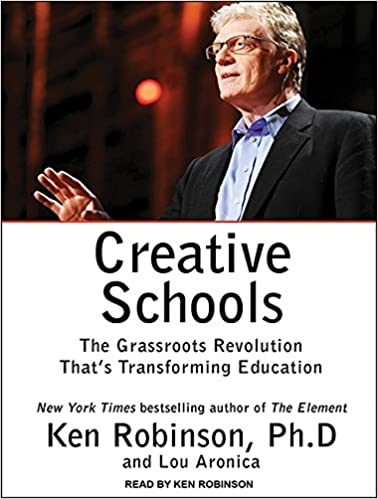 Creative
Schools
The Grassroots Revolution
That's Transforming Education
New York Times bestselling author of The Element
Ken Robinson, Ph.D
and Lou Aronica
READ BY KEN ROBINSON